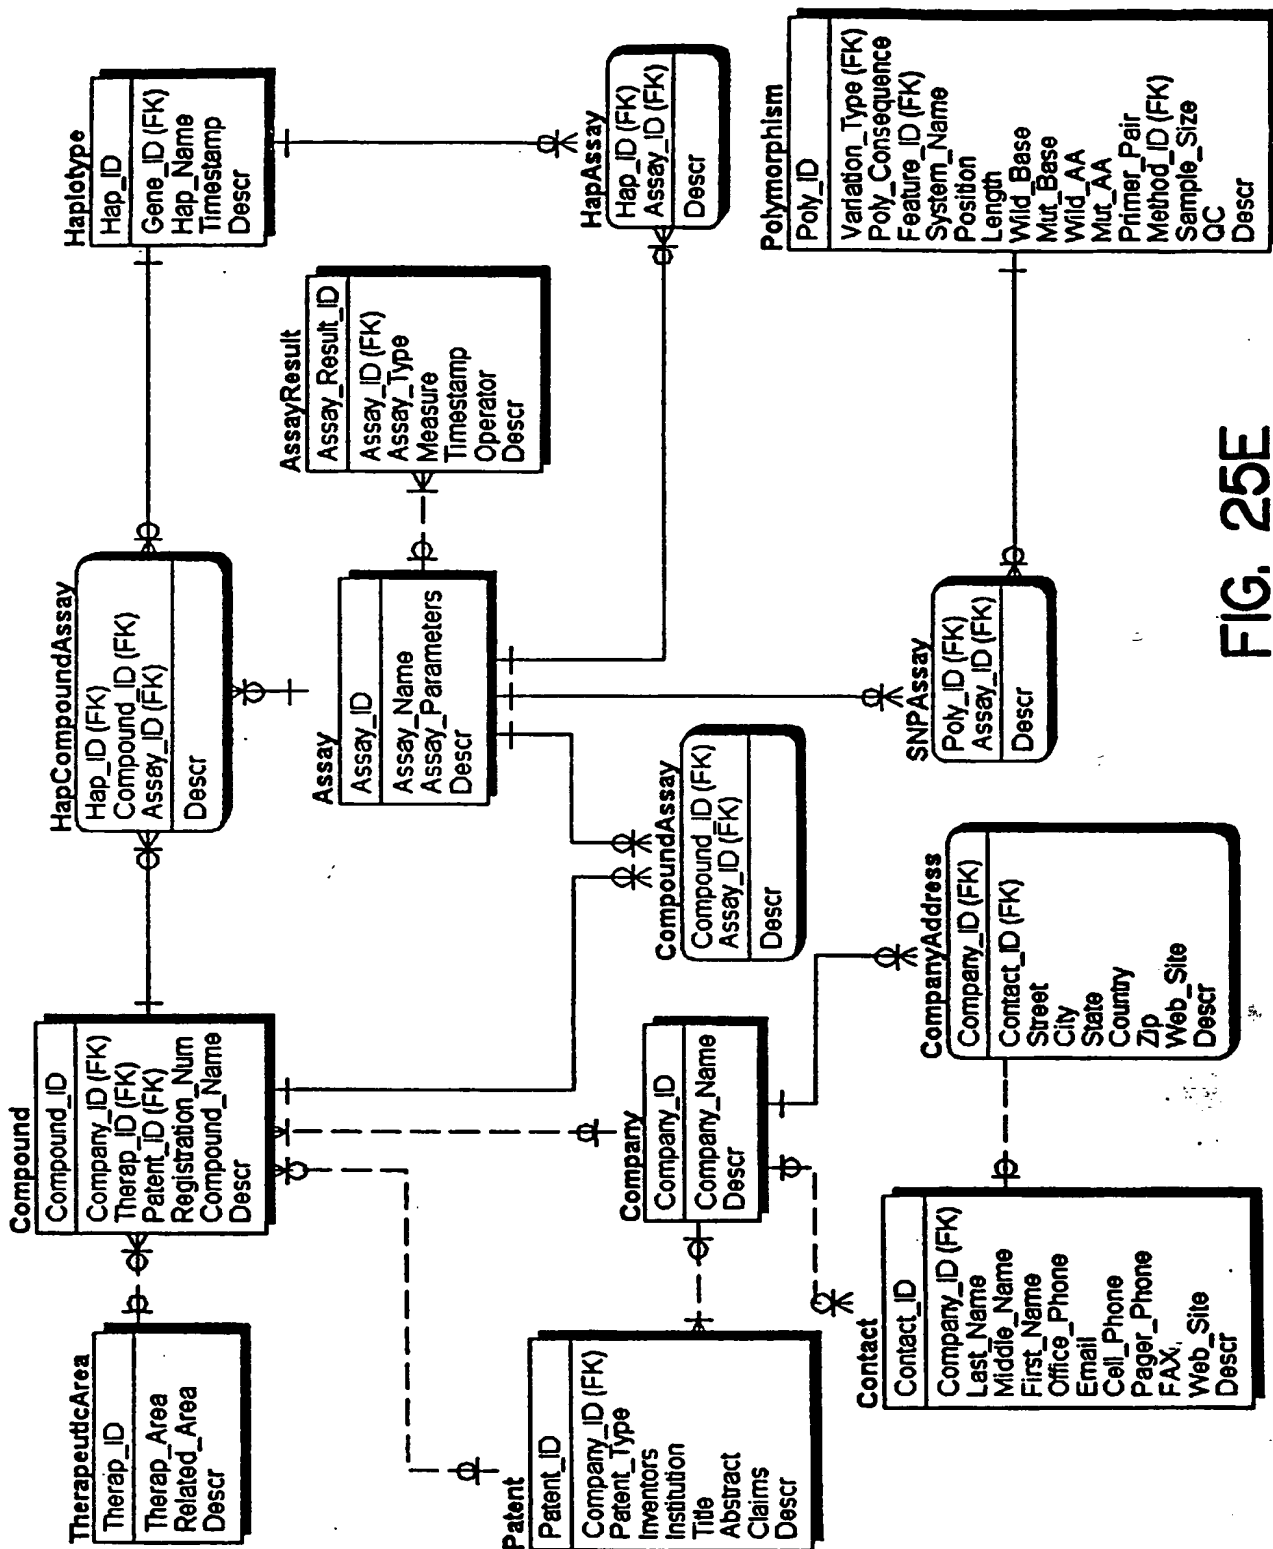 TherapeuticArea
Therap_ID
Therap_Area
Related_Area
Descr
Compound
Compound_ID
Company_ID (FK)
Therap_ID (FK)
Patent_ID (FK)
Registration_Num
Compound_Name
Descr
HapCompoundAssay
Hap_ID (FK)
Compound_ID (FK)
Assay_ID (FK)
Descr
Haplotype
Hap_ID
Gene_ID (FK)
Hap_Name
Timestamp
Descr
AssayResult
Assay_Result_ID
Assay_ID (FK)
Assay_Type
Measure
Timestamp
Operator
Descr
Assay
Assay_ID
Assay_Name
Assay_Parameters
Descr
HapAssay
Hap_ID (FK)
Assay_ID (FK)
Descr
Patent
Patent_ID
Company_ID (FK)
Patent_Type
Inventors
Institution
Title
Abstract
Claims
Descr
Company
Company_ID
Company_Name
Descr
CompoundAssay
Compound_ID (FK)
Assay_ID (FK)
Descr
Contact
Contact_ID
Company_ID (FK)
Last_Name
Middle_Name
First_Name
Office_Phone
Email
Cell_Phone
Pager_Phone
FAX
Web_Site
Descr
CompanyAddress
Company_ID (FK)
Contact_ID (FK)
Street
City
State
Country
Zip
Web_Site
Descr
SNPAssay
Poly_ID (FK)
Assay_ID (FK)
Descr
Polymorphism
Poly_ID
Variation_Type (FK)
Poly_Consequence
Feature_ID (FK)
System_Name
Position
Length
Wild_Base
Mut_Base
Wild_AA
Mut_AA
Primer_Pair
Method_ID (FK)
Sample_Size
QC
Descr
FIG. 25E